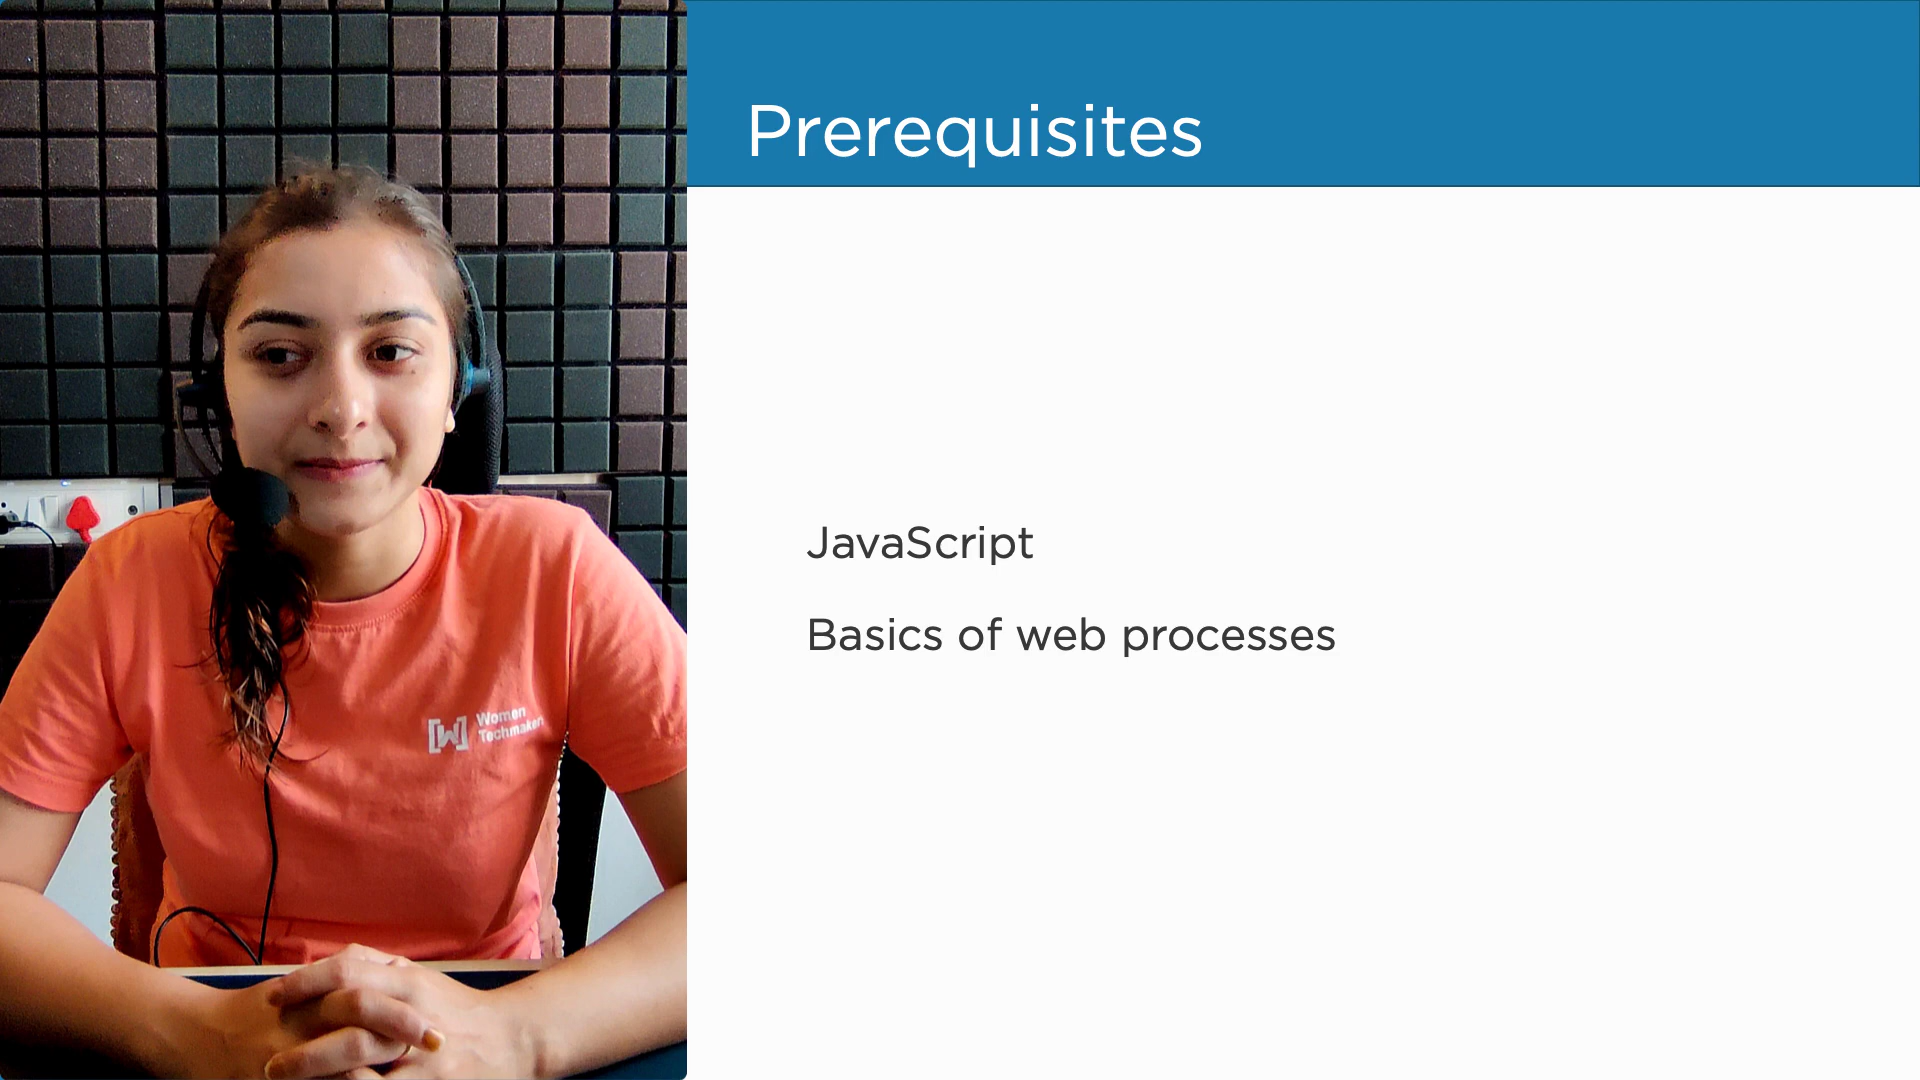 Prerequisites
JavaScript
Basics of web processes
[W] Women
Techmakers